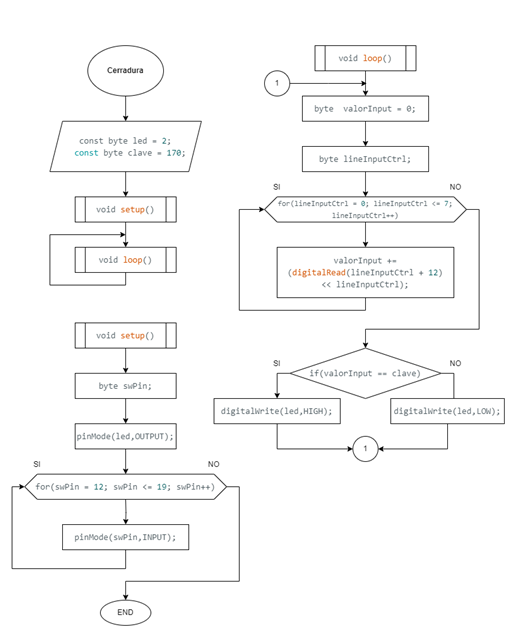 Cerradura
const byte led = 2;
const byte clave = 170;
void setup()
void loop()
void setup()
byte swPin;
pinMode(led,OUTPUT);
SI
NO
for(swPin = 12; swPin <= 19; swPin++)
pinMode(swPin,INPUT);
END
void loop()
1
byte valorInput = 0;
byte lineInputCtrl;
SI
NO
for(lineInputCtrl = 0; lineInputCtrl <= 7;
lineInputCtrl++)
valorInput +=
(digitalRead(lineInputCtrl + 12)
<< lineInputCtrl);
SI
NO
if(valorInput == clave)
digitalWrite(led,HIGH);
digitalWrite(led,LOW);
1